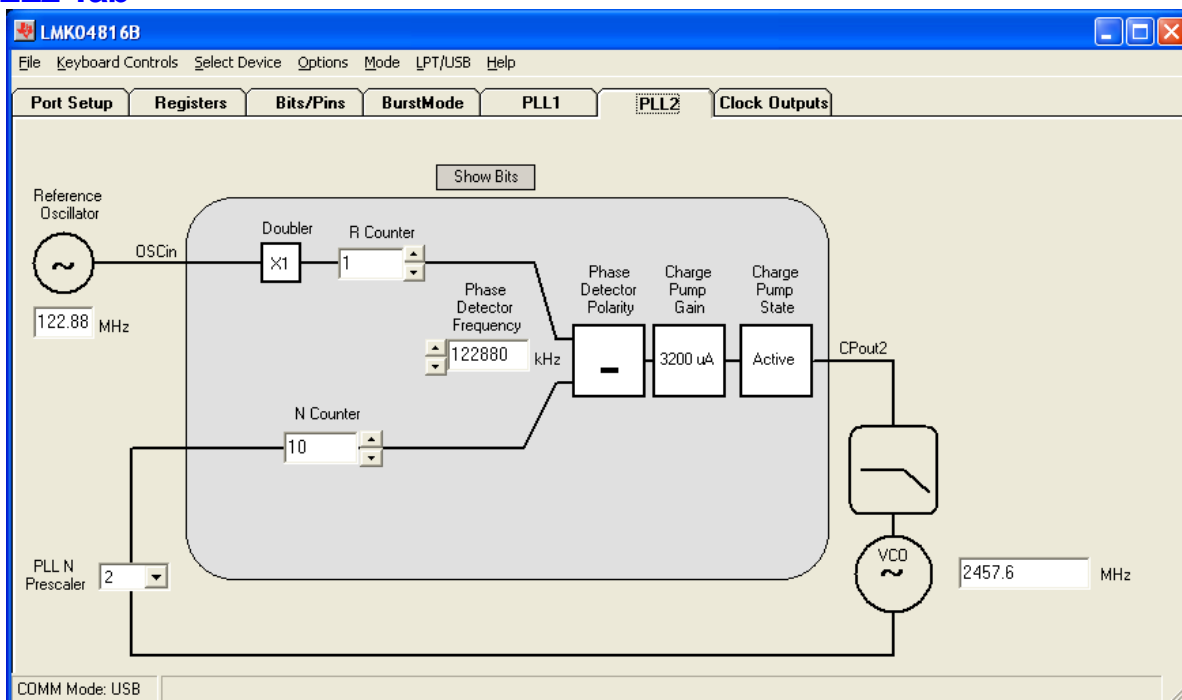 LMK04816B
File Keyboard Controls Select Device Options Mode LPT/USB Help
Port Setup Registers Bits/Pins BurstMode PLL1 PLL2 Clock Outputs
Show Bits
Reference
Oscillator
OSCin
122.88 MHz
Doubler
X1
R Counter
1
Phase
Detector
Frequency
122880 kHz
Phase
Detector
Polarity
-
Charge
Pump
Gain
3200 uA
Charge
Pump
State
Active
CPout2
N Counter
10
PLL N
Prescaler
2
VCO
2457.6 MHz
COMM Mode: USB